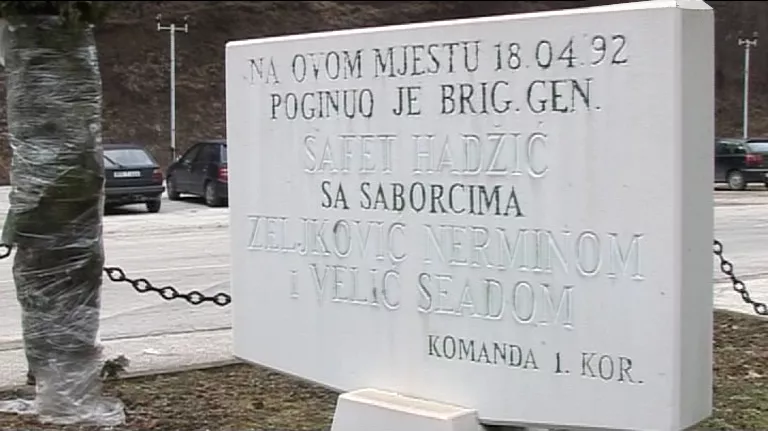 NA OVOM MJESTU 18.04.92
POGINUO JE BRIG. GEN.
SAFET HADŽIĆ
SA SABORCIMA
ZELJKOVIĆ NERMINOM
i VELIĆ SEADOM
KOMANDA 1. KOR.